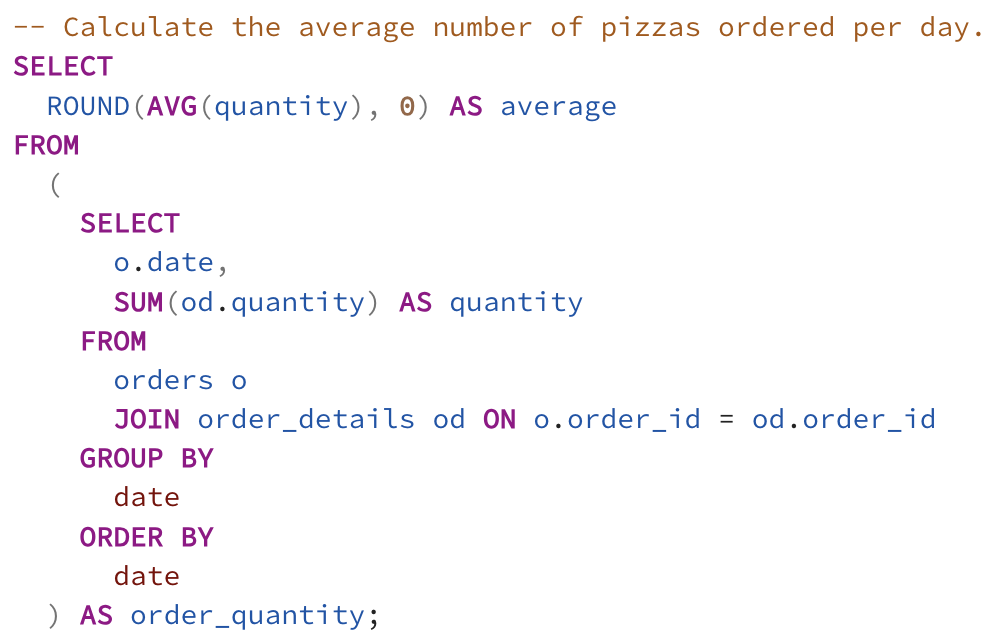 -- Calculate the average number of pizzas ordered per day.
SELECT
  ROUND(AVG(quantity), 0) AS average
FROM
  (
    SELECT
      o.date,
      SUM(od.quantity) AS quantity
    FROM
      orders o
      JOIN order_details od ON o.order_id = od.order_id
    GROUP BY
      date
    ORDER BY
      date
  ) AS order_quantity;